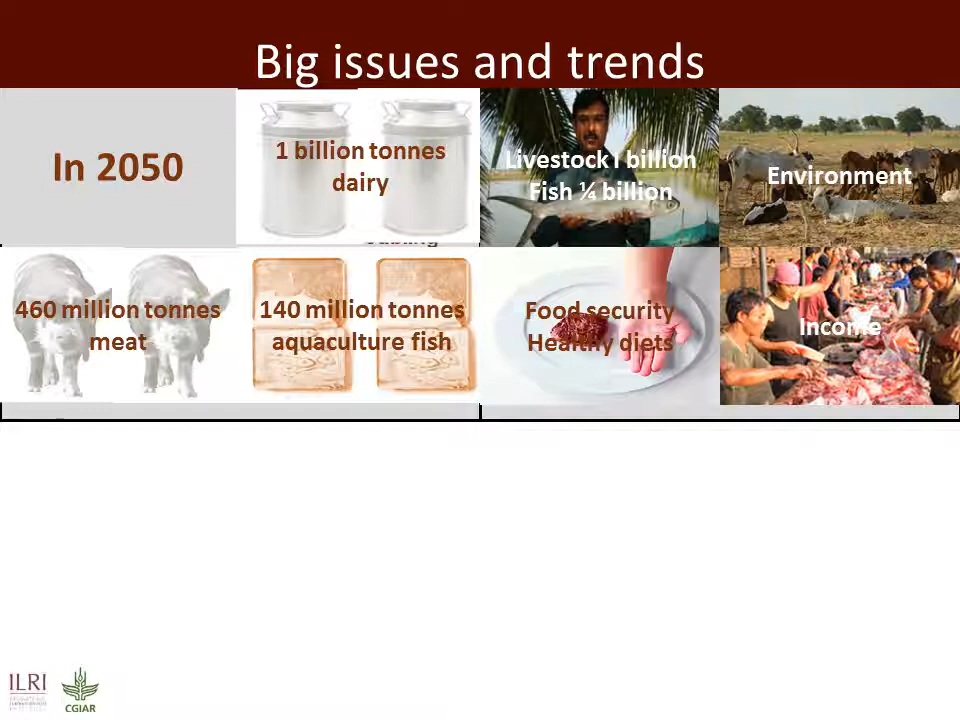 Big issues and trends
In 2050
1 billion tonnes
dairy
Livestock I billion
Fish ¼ billion
Environment
460 million tonnes
meat
140 million tonnes
aquaculture fish
Food security
Healthy diets
Income
ILRI
CGIAR